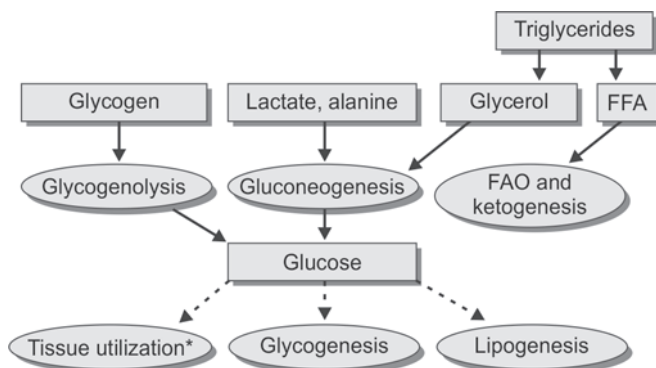 Triglycerides
Glycogen
Lactate, alanine
Glycerol
FFA
Glycogenolysis
Gluconeogenesis
FAO and
ketogenesis
Glucose
Tissue utilization*
Glycogenesis
Lipogenesis